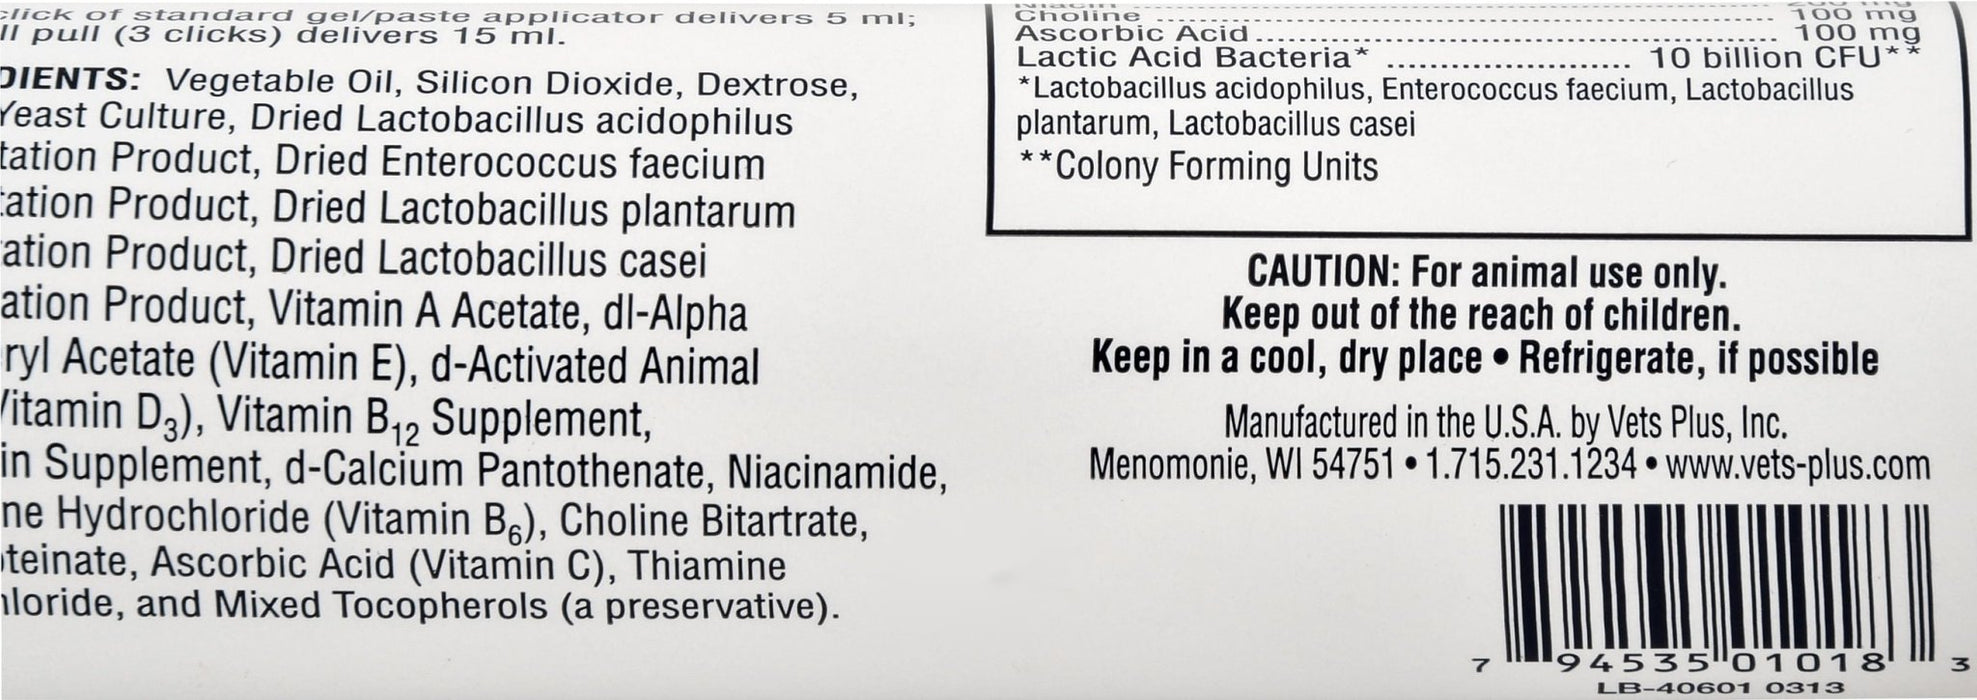 click of standard gel/paste applicator delivers 5 ml;
pull (3 clicks) delivers 15 ml.
DIENTS: Vegetable Oil, Silicon Dioxide, Dextrose,
Yeast Culture, Dried Lactobacillus acidophilus
tation Product, Dried Enterococcus faecium
tation Product, Dried Lactobacillus plantarum
ation Product, Dried Lactobacillus casei
ation Product, Vitamin A Acetate, dl-Alpha
ryl Acetate (Vitamin E), d-Activated Animal
Vitamin D3), Vitamin B12 Supplement,
in Supplement, d-Calcium Pantothenate, Niacinamide,
ne Hydrochloride (Vitamin B6), Choline Bitartrate,
oteinate, Ascorbic Acid (Vitamin C), Thiamine
hloride, and Mixed Tocopherols (a preservative).
Choline ........ 100 mg
Ascorbic Acid ........ 100 mg
Lactic Acid Bacteria* ........ 10 billion CFU**
*Lactobacillus acidophilus, Enterococcus faecium, Lactobacillus
plantarum, Lactobacillus casei
**Colony Forming Units
CAUTION: For animal use only.
Keep out of the reach of children.
Keep in a cool, dry place • Refrigerate, if possible
Manufactured in the U.S.A. by Vets Plus, Inc.
Menomonie, WI 54751 • 1.715.231.1234 • www.vets-plus.com
7 94535 01018 3
LB-40601 0313